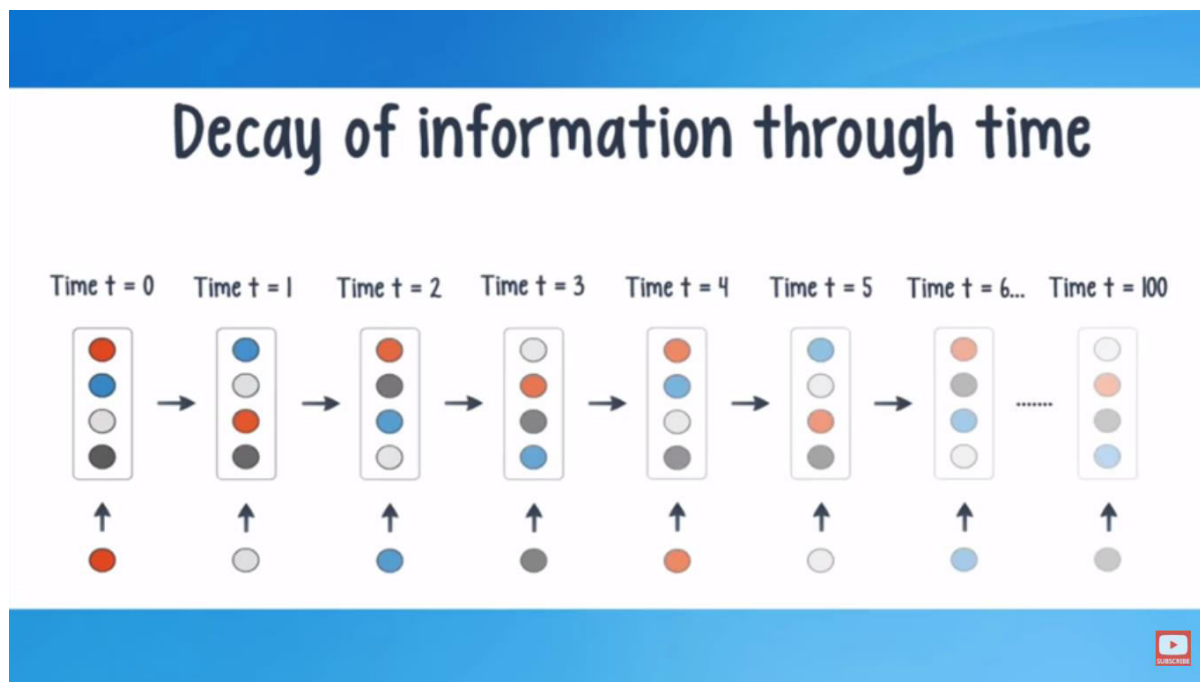 Decay of information through time
Time t = 0 Time t = 1 Time t = 2 Time t = 3 Time t = 4 Time t = 5 Time t = 6... Time t = 100
.......
SUBSCRIBE